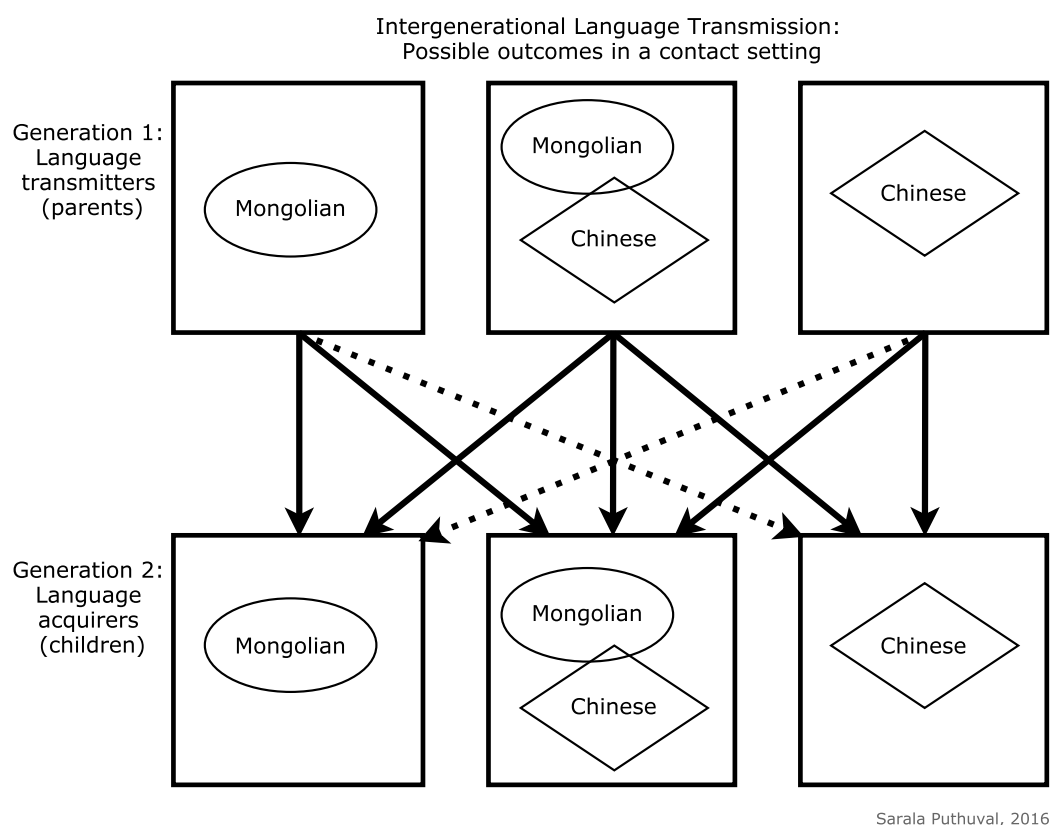 Intergenerational Language Transmission:
Possible outcomes in a contact setting
Generation 1:
Language
transmitters
(parents)
Mongolian
Mongolian
Chinese
Chinese
Generation 2:
Language
acquirers
(children)
Mongolian
Mongolian
Chinese
Chinese
Sarala Puthuval, 2016